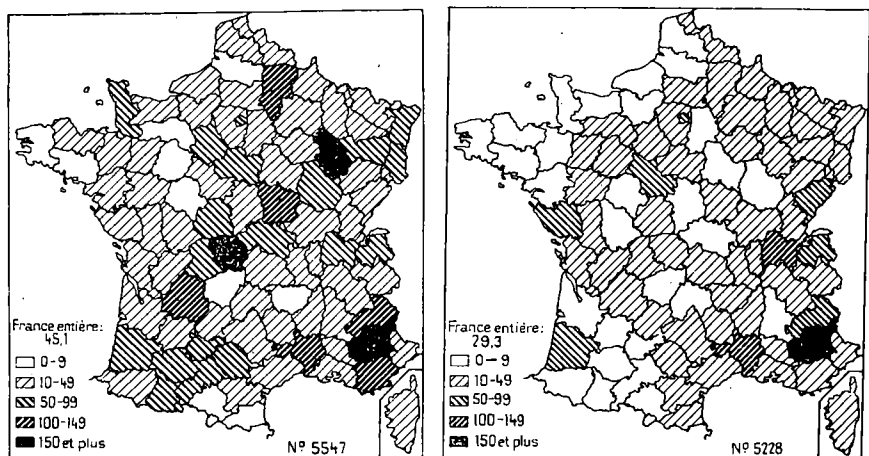 France entière:
45,1
0-9
10-49
50-99
100-149
150 et plus
Nº 5547
France entière:
29,3
0-9
10-49
50-99
100-149
150 et plus
Nº 5228